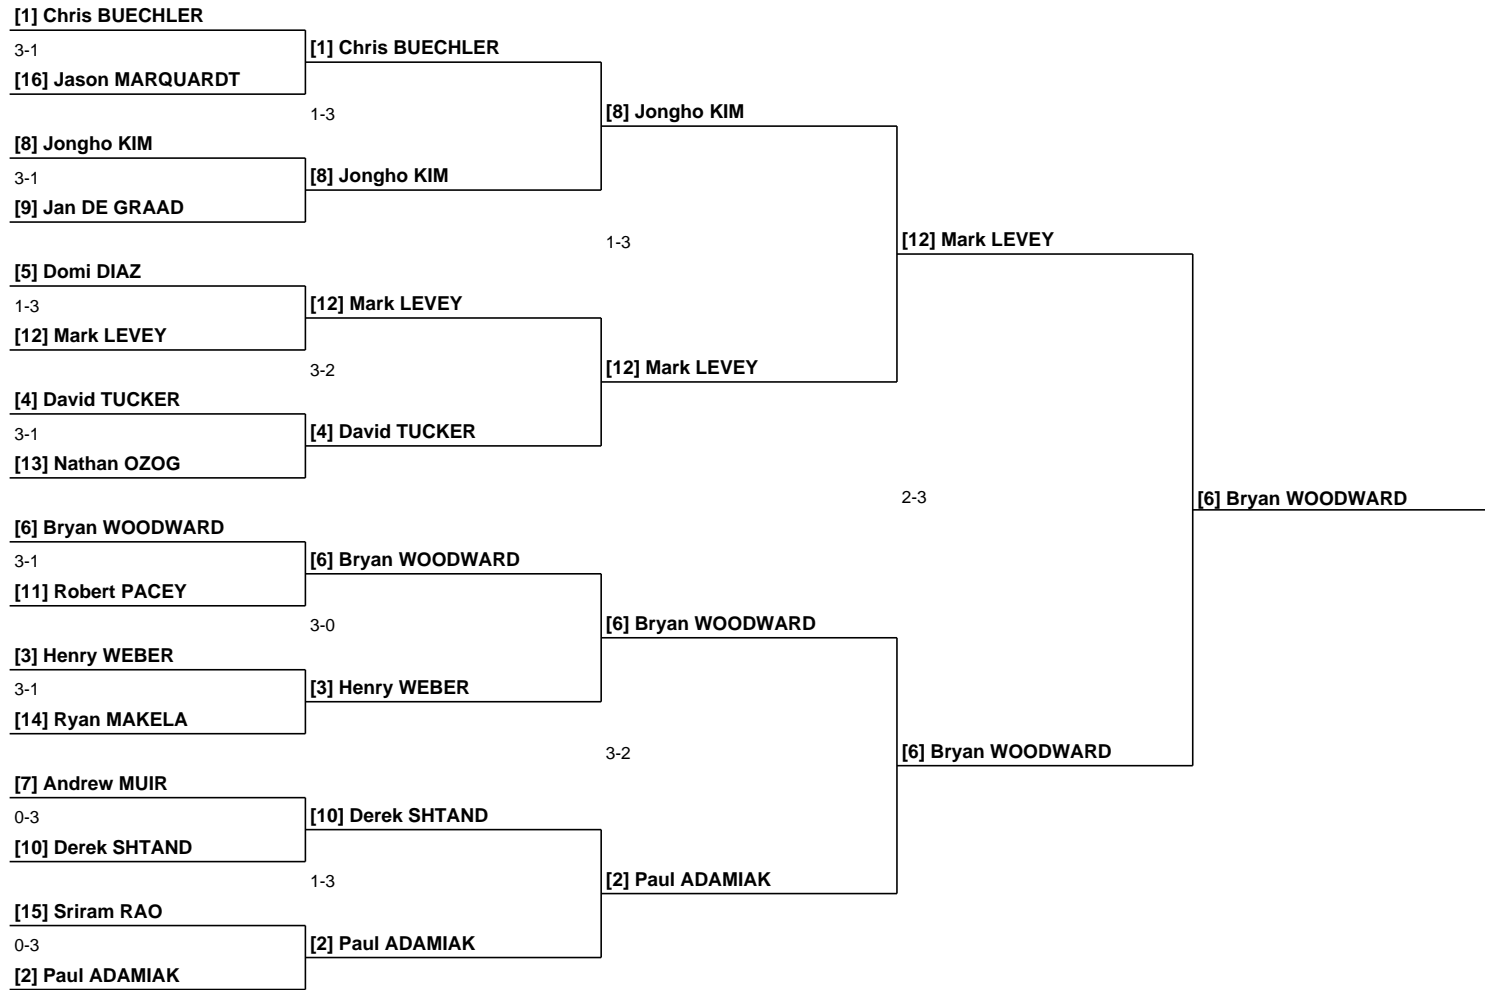 [1] Chris BUECHLER
3-1
[1] Chris BUECHLER
[16] Jason MARQUARDT
1-3
[8] Jongho KIM
[8] Jongho KIM
3-1
[8] Jongho KIM
[9] Jan DE GRAAD
1-3
[12] Mark LEVEY
[5] Domi DIAZ
1-3
[12] Mark LEVEY
[12] Mark LEVEY
3-2
[12] Mark LEVEY
[4] David TUCKER
3-1
[4] David TUCKER
[13] Nathan OZOG
2-3
[6] Bryan WOODWARD
[6] Bryan WOODWARD
3-1
[6] Bryan WOODWARD
[11] Robert PACEY
3-0
[6] Bryan WOODWARD
[3] Henry WEBER
3-1
[3] Henry WEBER
[14] Ryan MAKELA
3-2
[6] Bryan WOODWARD
[7] Andrew MUIR
0-3
[10] Derek SHTAND
[10] Derek SHTAND
1-3
[2] Paul ADAMIAK
[15] Sriram RAO
0-3
[2] Paul ADAMIAK
[2] Paul ADAMIAK